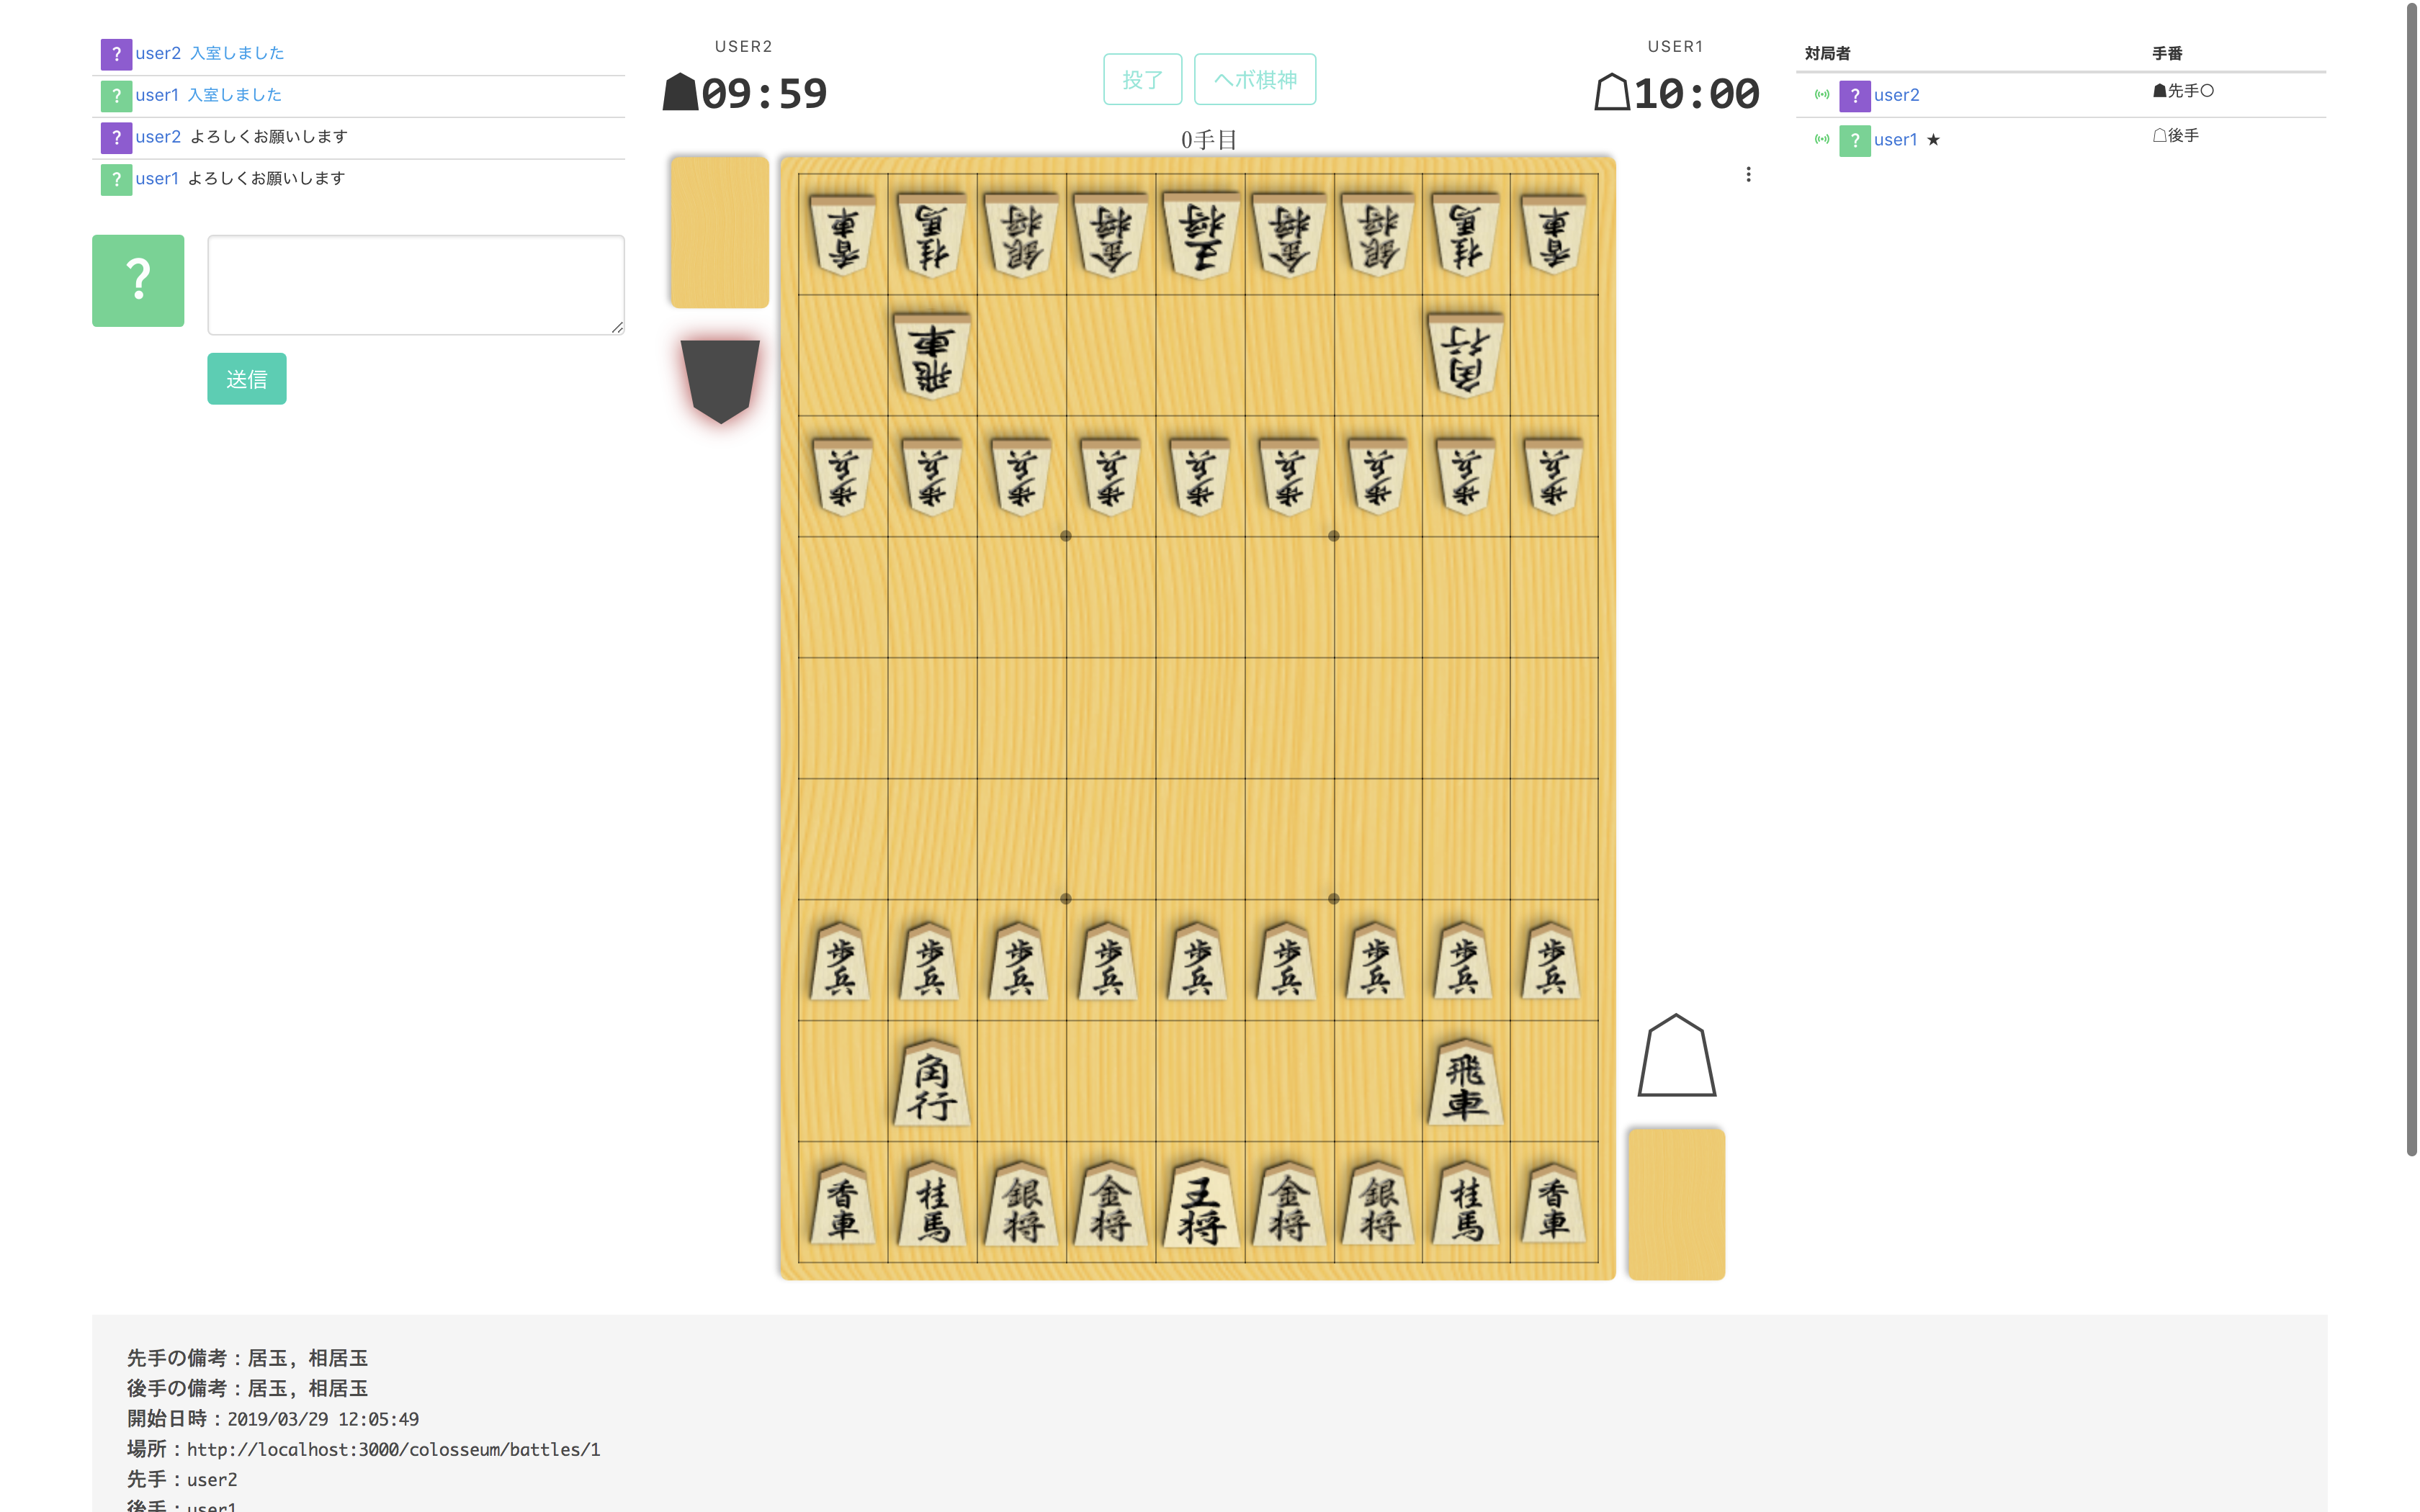 ? user2 入室しました
? user1 入室しました
? user2 よろしくお願いします
? user1 よろしくお願いします
?
送信
USER2
09:59
投了 ヘボ棋神
USER1
10:00
0手目
対局者 手番
? user2 ☗先手○
? user1 ★ ☖後手
香車 桂馬 銀将 金将 王将 金将 銀将 桂馬 香車
飛車 角行
歩兵 歩兵 歩兵 歩兵 歩兵 歩兵 歩兵 歩兵 歩兵
歩兵 歩兵 歩兵 歩兵 歩兵 歩兵 歩兵 歩兵 歩兵
角行 飛車
香車 桂馬 銀将 金将 王将 金将 銀将 桂馬 香車
先手の備考：居玉, 相居玉
後手の備考：居玉, 相居玉
開始日時：2019/03/29 12:05:49
場所：http://localhost:3000/colosseum/battles/1
先手：user2
後手：user1